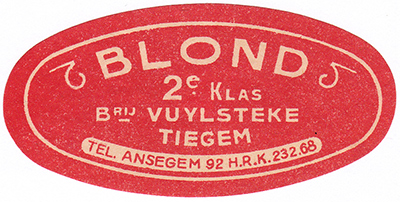 BLOND
2e KLAS
BRIJ VUYLSTEKE
TIEGEM
TEL. ANSEGEM 92 H.R.K. 232.68